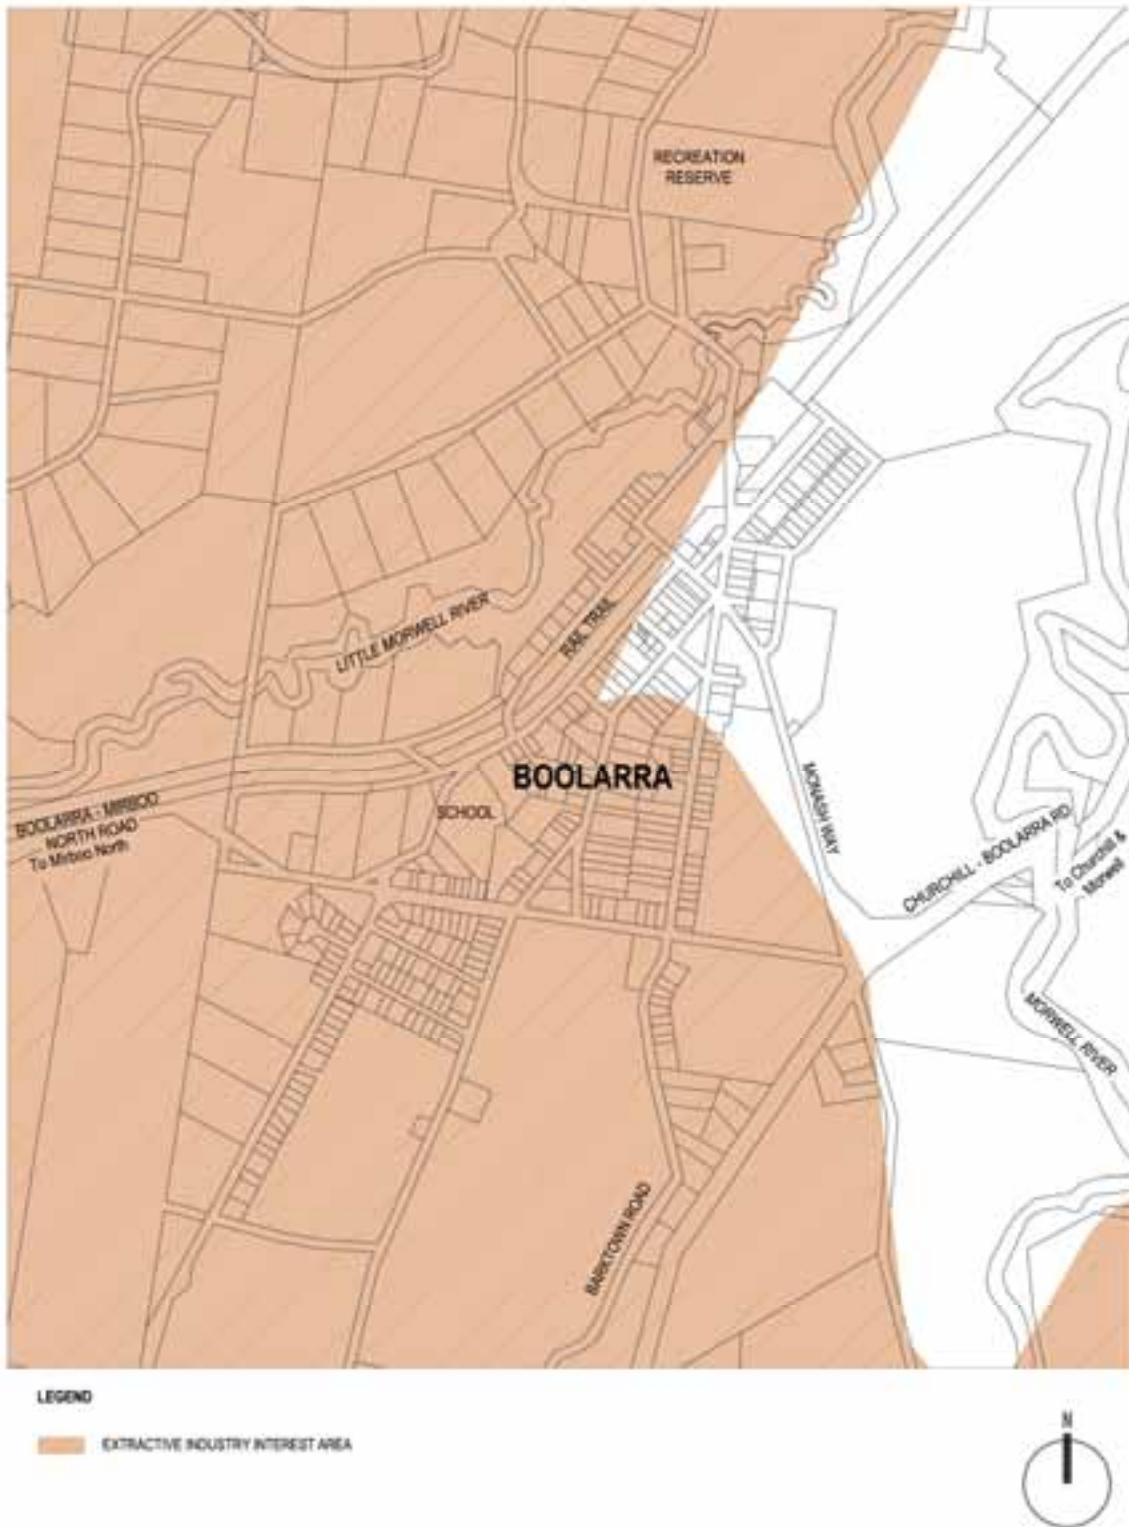 RECREATION
RESERVE
LITTLE MORWELL RIVER
RAIL TRAIL
BOOLARRA
SCHOOL
BOOLARRA - MIRBOO
NORTH ROAD
To Mirboo North
MONASH WAY
CHURCHILL - BOOLARRA RD
To Churchill &
Morwell
MORWELL RIVER
BARKTOWN ROAD
LEGEND
EXTRACTIVE INDUSTRY INTEREST AREA
N